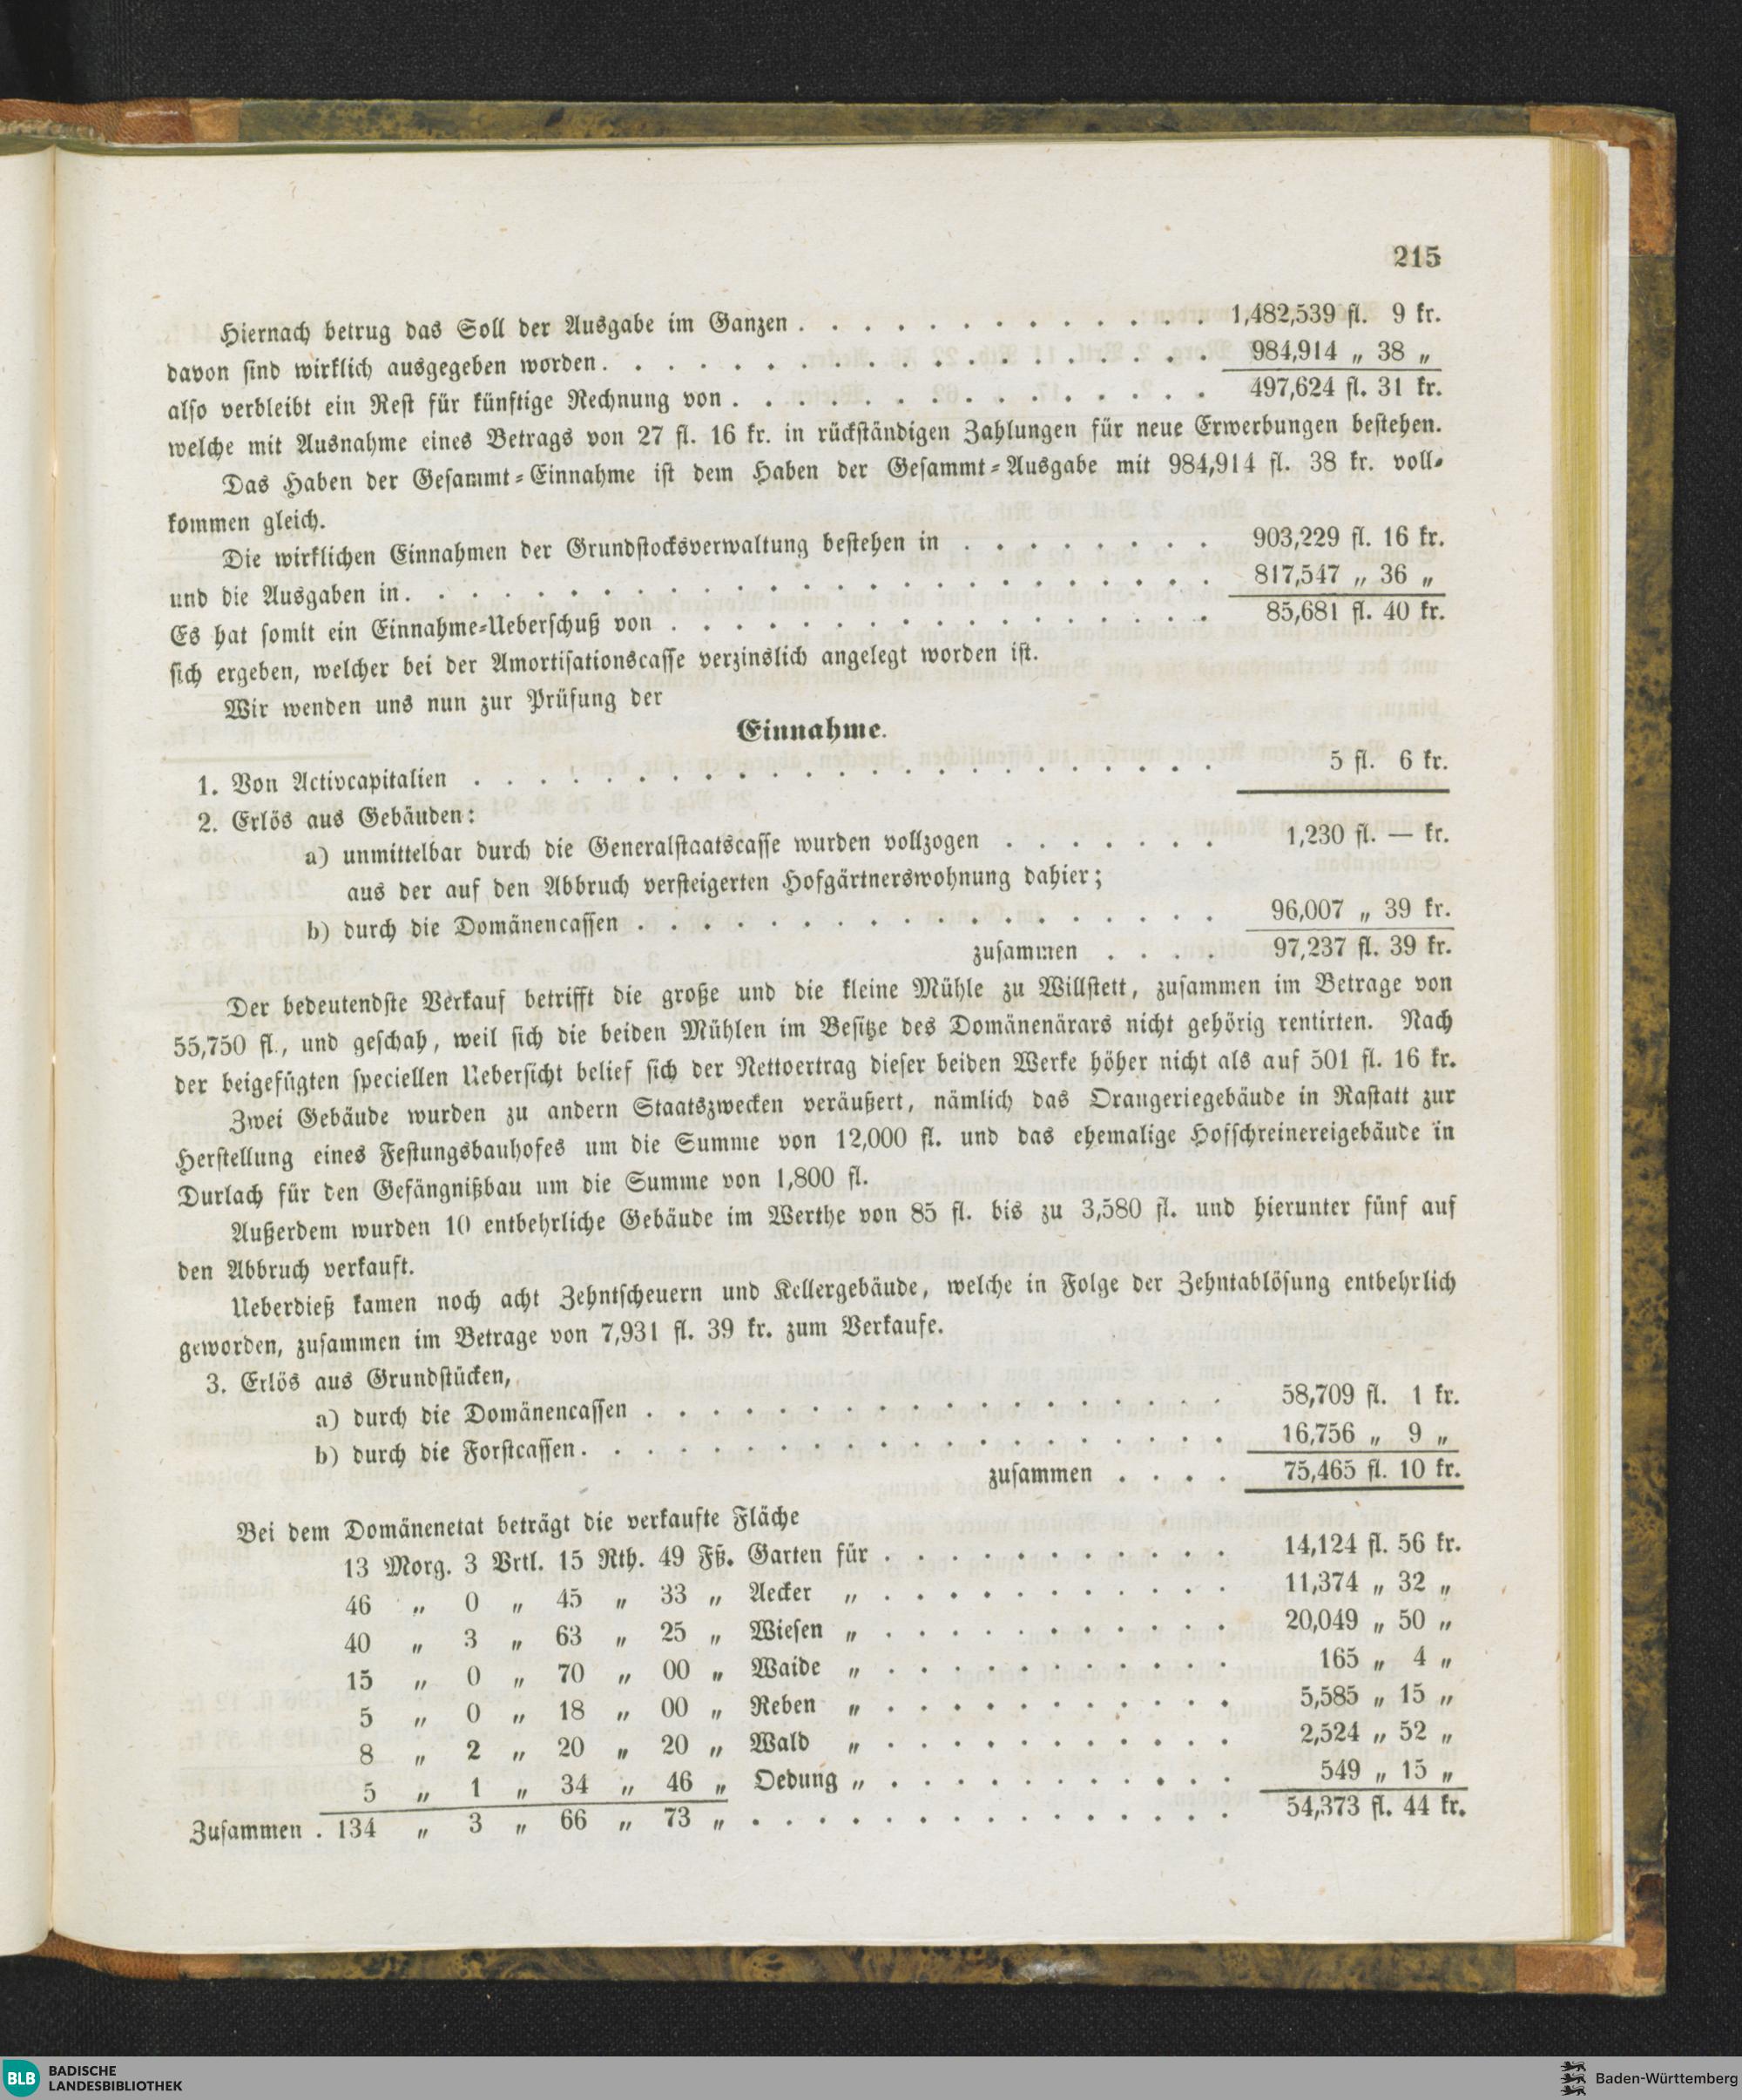 215
Hiernach betrug das Soll der Ausgabe im Ganzen . . . . . . . . . . . . . 1,482,539 fl. 9 kr.
davon sind wirklich ausgegeben worden. . . . . . . . . . . . . . . . . . . 984,914 „ 38 „
also verbleibt ein Rest für künftige Rechnung von . . . . . . . . . . . . . . . 497,624 fl. 31 kr.
welche mit Ausnahme eines Betrags von 27 fl. 16 kr. in rückständigen Zahlungen für neue Erwerbungen bestehen.
Das Haben der Gesammt-Einnahme ist dem Haben der Gesammt-Ausgabe mit 984,914 fl. 38 kr. voll-
kommen gleich.
Die wirklichen Einnahmen der Grundstocksverwaltung bestehen in . . . . . . . . 903,229 fl. 16 kr.
und die Ausgaben in. . . . . . . . . . . . . . . . . . . . . . . . . 817,547 „ 36 „
Es hat somit ein Einnahme-Ueberschuß von . . . . . . . . . . . . . . . . . 85,681 fl. 40 kr.
sich ergeben, welcher bei der Amortisationscasse verzinslich angelegt worden ist.
Wir wenden uns nun zur Prüfung der
Einnahme.
1. Von Activcapitalien . . . . . . . . . . . . . . . . . . . . . . . 5 fl. 6 kr.
2. Erlös aus Gebäuden:
a) unmittelbar durch die Generalstaatscasse wurden vollzogen . . . . . . . 1,230 fl. — kr.
aus der auf den Abbruch versteigerten Hofgärtnerswohnung dahier;
b) durch die Domänencassen . . . . . . . . . . . . . . . . . . 96,007 „ 39 kr.
zusammen . . . . 97,237 fl. 39 kr.
Der bedeutendste Verkauf betrifft die große und die kleine Mühle zu Willstett, zusammen im Betrage von
55,750 fl., und geschah, weil sich die beiden Mühlen im Besitze des Domänenärars nicht gehörig rentirten. Nach
der beigefügten speciellen Uebersicht belief sich der Nettoertrag dieser beiden Werke höher nicht als auf 501 fl. 16 kr.
Zwei Gebäude wurden zu andern Staatszwecken veräußert, nämlich das Orangeriegebäude in Rastatt zur
Herstellung eines Festungsbauhofes um die Summe von 12,000 fl. und das ehemalige Hofschreinereigebäude in
Durlach für den Gefängnißbau um die Summe von 1,800 fl.
Außerdem wurden 10 entbehrliche Gebäude im Werthe von 85 fl. bis zu 3,580 fl. und hierunter fünf auf
den Abbruch verkauft.
Ueberdieß kamen noch acht Zehntscheuern und Kellergebäude, welche in Folge der Zehntablösung entbehrlich
geworden, zusammen im Betrage von 7,931 fl. 39 kr. zum Verkaufe.
3. Erlös aus Grundstücken,
a) durch die Domänencassen . . . . . . . . . . . . . . . . . . 58,709 fl. 1 kr.
b) durch die Forstcassen. . . . . . . . . . . . . . . . . . . . 16,756 „ 9 „
zusammen . . . . 75,465 fl. 10 kr.
Bei dem Domänenetat beträgt die verkaufte Fläche
13 Morg. 3 Vrtl. 15 Rth. 49 Fß. Garten für . . . . . . . . . . . 14,124 fl. 56 kr.
46 „ 0 „ 45 „ 33 „ Aecker „ . . . . . . . . . . . 11,374 „ 32 „
40 „ 3 „ 63 „ 25 „ Wiesen „ . . . . . . . . . . . 20,049 „ 50 „
15 „ 0 „ 70 „ 00 „ Waide „ . . . . . . . . . . . 165 „ 4 „
5 „ 0 „ 18 „ 00 „ Reben „ . . . . . . . . . . . 5,585 „ 15 „
8 „ 2 „ 20 „ 20 „ Wald „ . . . . . . . . . . . 2,524 „ 52 „
5 „ 1 „ 34 „ 46 „ Oedung „ . . . . . . . . . . . 549 „ 15 „
Zusammen . 134 „ 3 „ 66 „ 73 „ . . . . . . . . . . . . . . . 54,373 fl. 44 kr.
BLB BADISCHE
LANDESBIBLIOTHEK
Baden-Württemberg